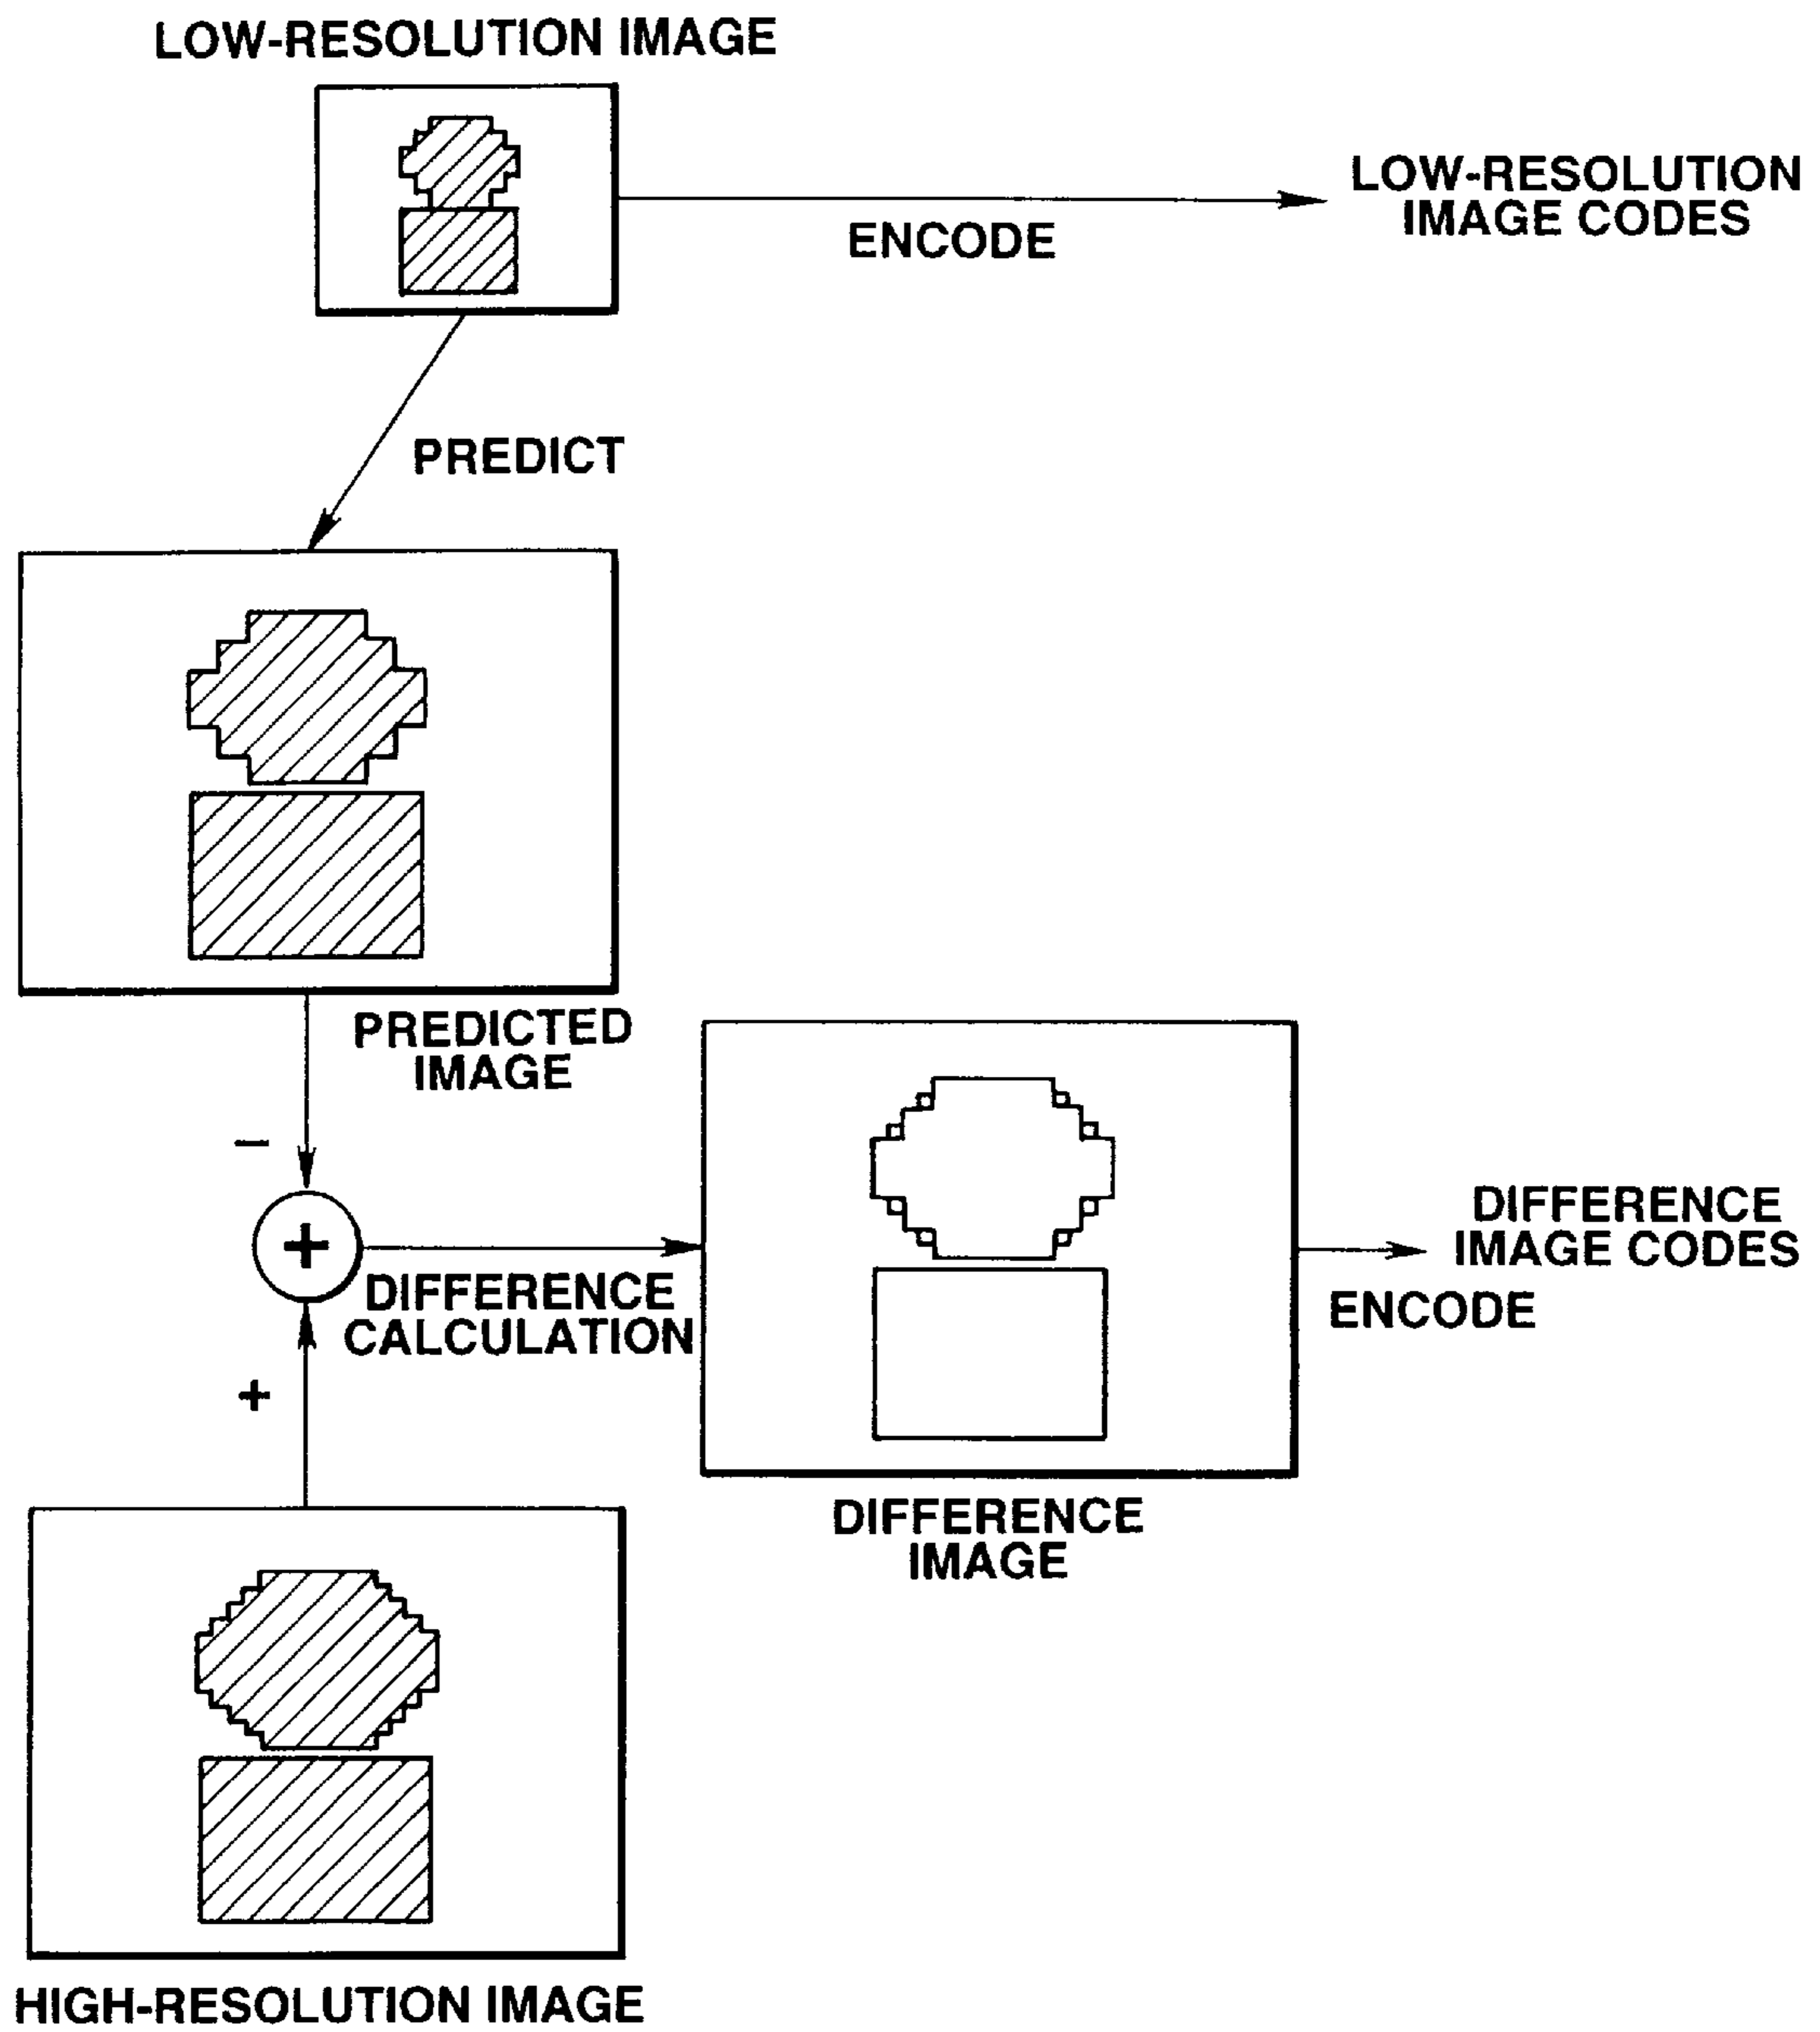 LOW-RESOLUTION IMAGE
LOW-RESOLUTION
IMAGE CODES
ENCODE
PREDICT
PREDICTED
IMAGE
−
+
DIFFERENCE
CALCULATION
DIFFERENCE
IMAGE CODES
ENCODE
+
DIFFERENCE
IMAGE
HIGH-RESOLUTION IMAGE